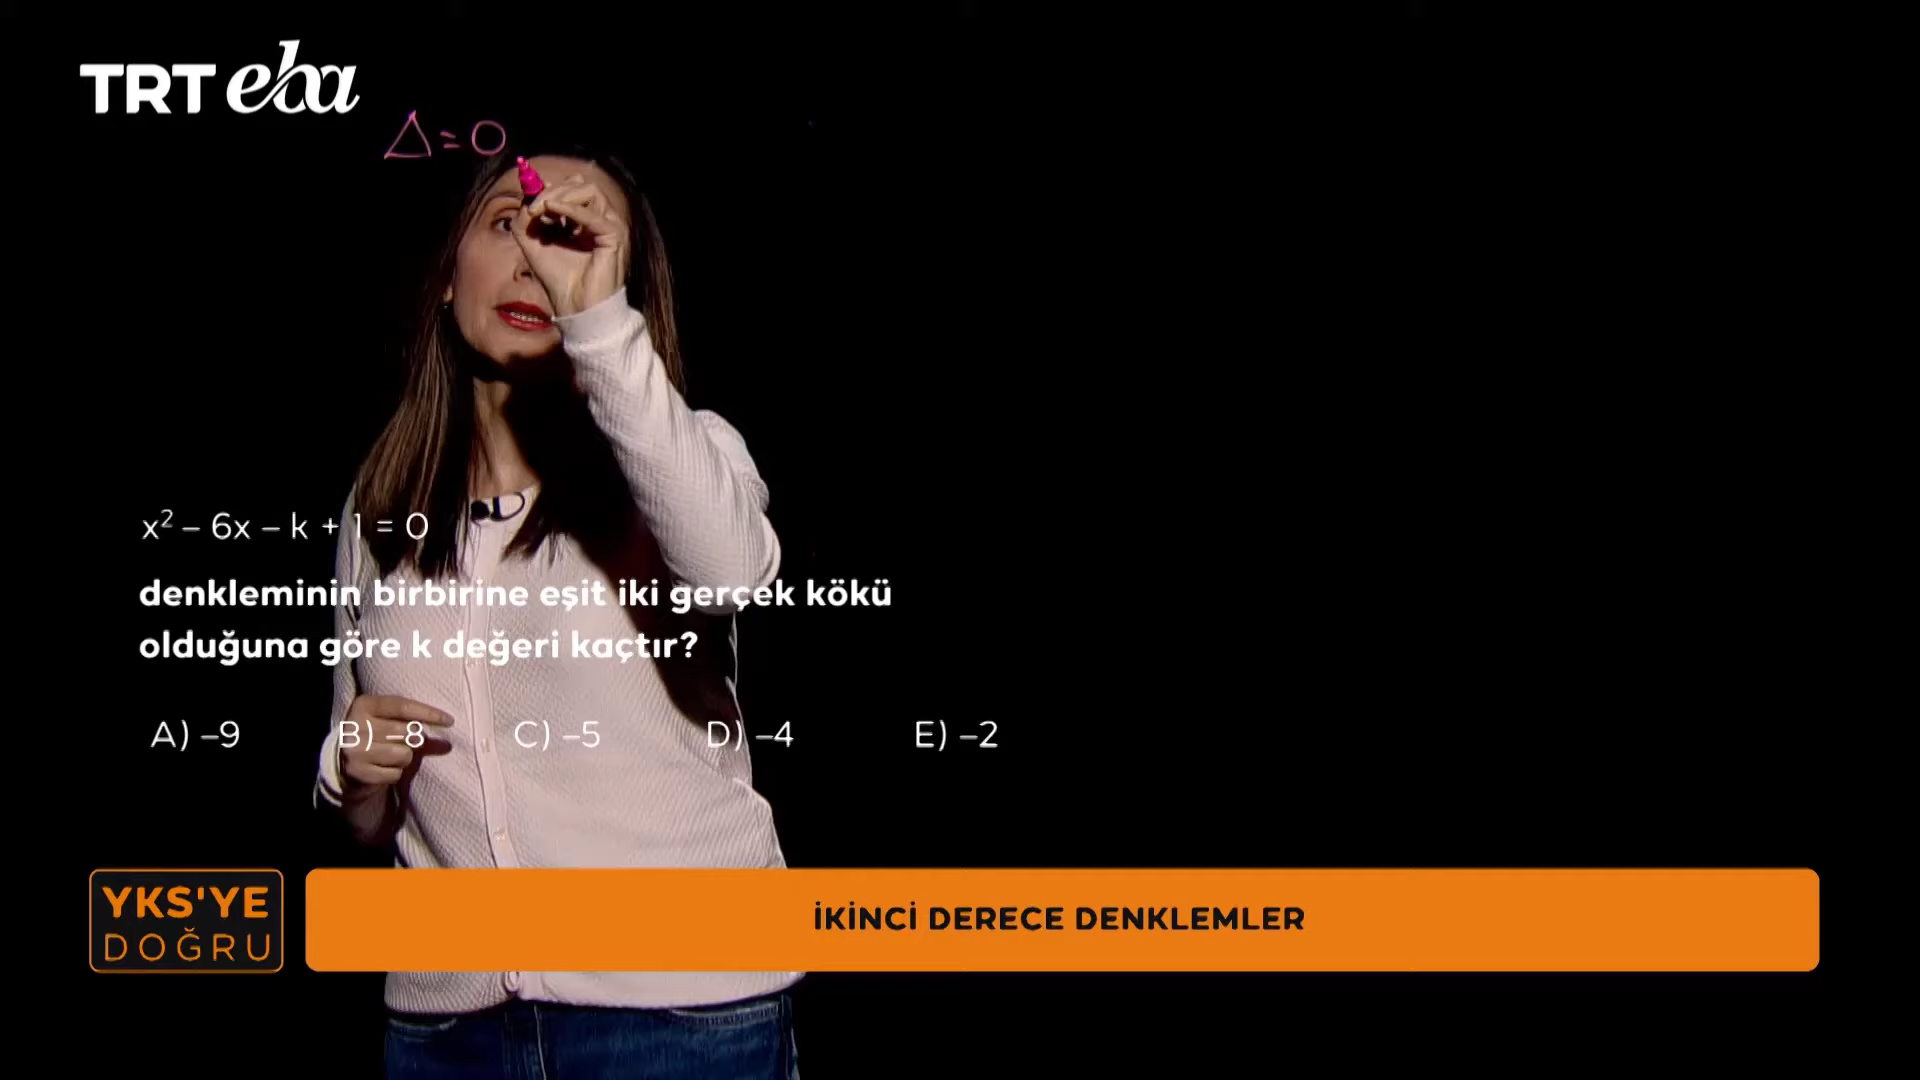 TRT eba
Δ = 0
x² – 6x – k + 1 = 0
denkleminin birbirine eşit iki gerçek kökü
olduğuna göre k değeri kaçtır?
A) –9 B) –8 C) –5 D) –4 E) –2
YKS'YE
DOĞRU
İKİNCİ DERECE DENKLEMLER